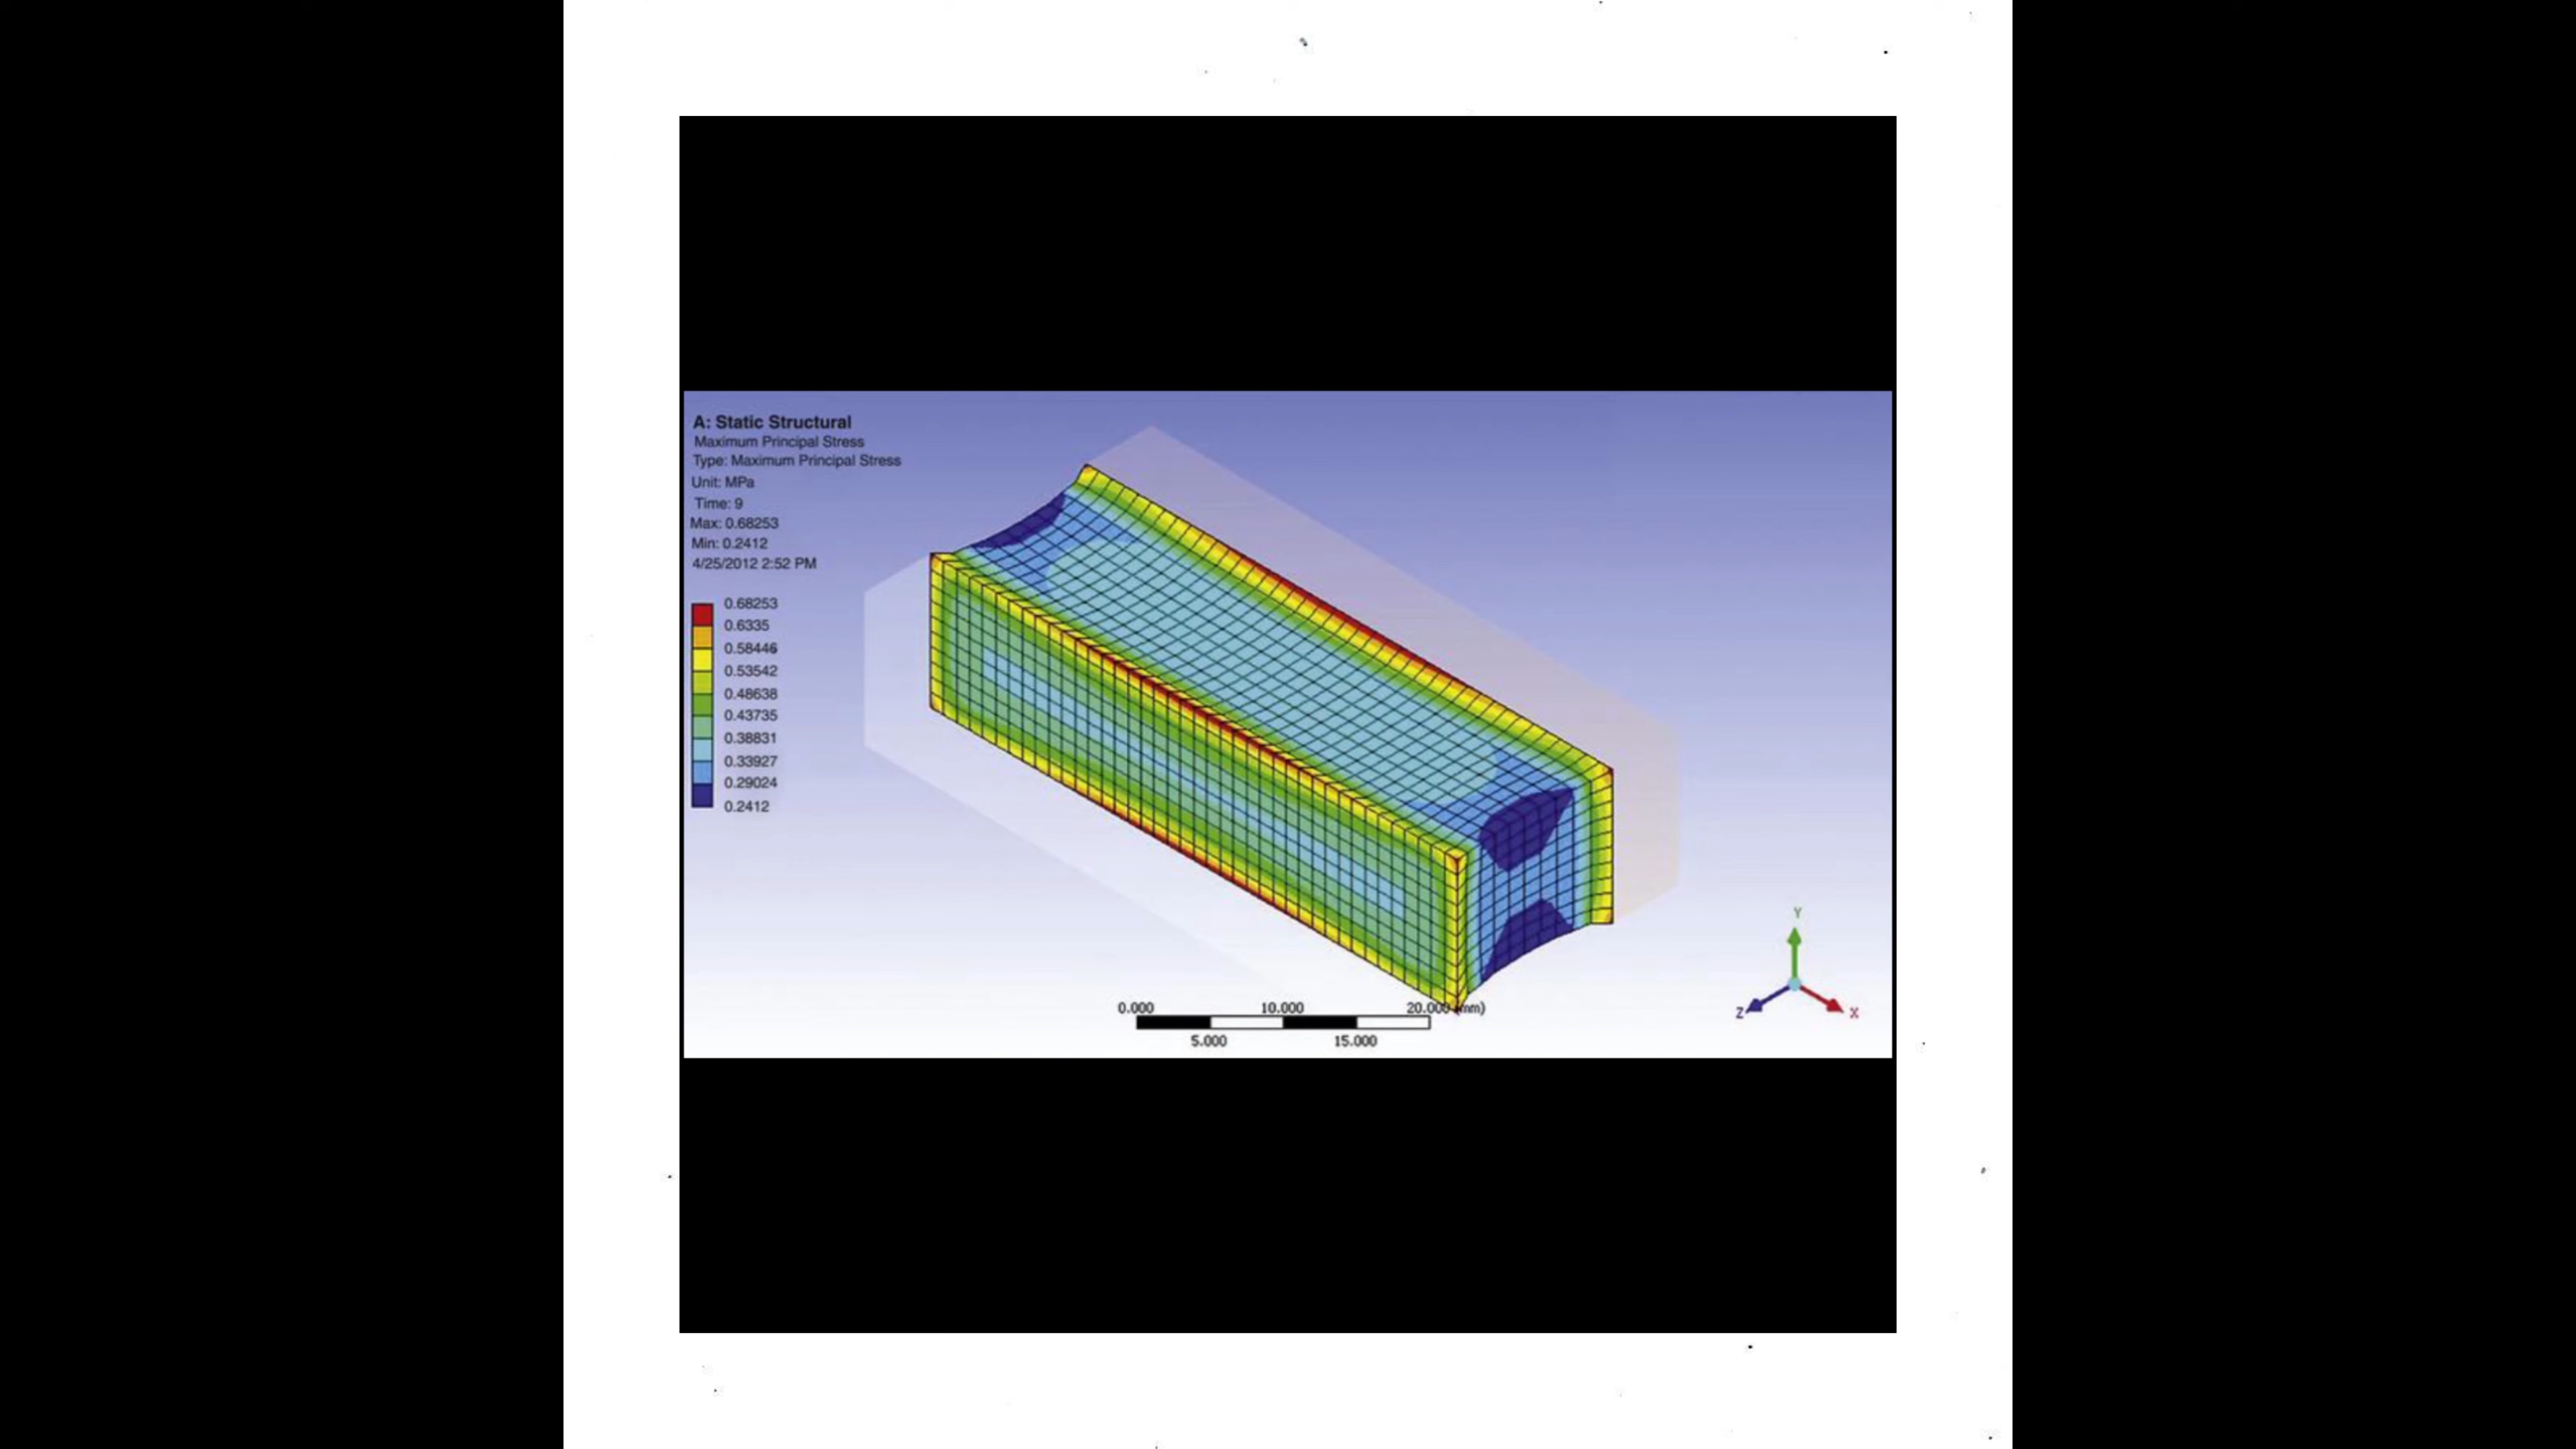 A: Static Structural
Maximum Principal Stress
Type: Maximum Principal Stress
Unit: MPa
Time: 9
Max: 0.68253
Min: 0.2412
4/25/2012 2:52 PM
0.68253
0.6335
0.58446
0.53542
0.48638
0.43735
0.38831
0.33927
0.29024
0.2412
0.000 10.000 20.000 (mm)
5.000 15.000
Y
Z X